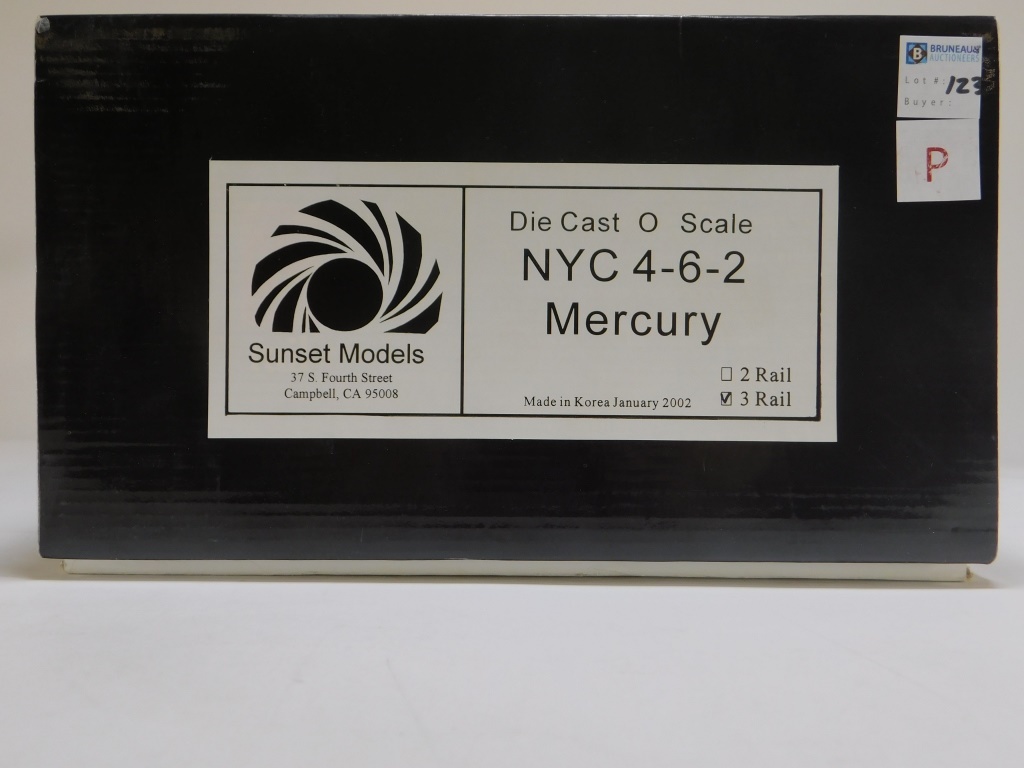 B BRUNEAU &
AUCTIONEERS
Lot #: 123
Buyer:
P
Sunset Models
37 S. Fourth Street
Campbell, CA 95008
Die Cast O Scale
NYC 4-6-2
Mercury
2 Rail
Made in Korea January 2002
3 Rail